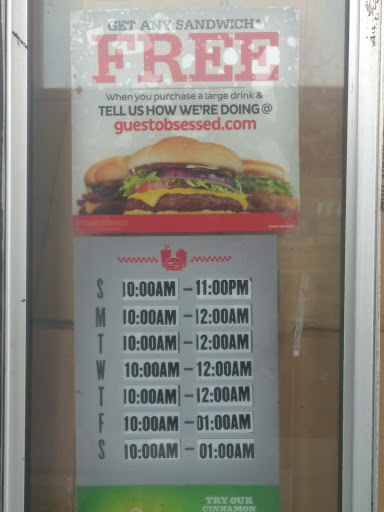 GET ANY SANDWICH*
FREE
When you purchase a large drink &
TELL US HOW WE'RE DOING @
guestobsessed.com
S 10:00AM - 11:00PM
M 10:00AM - 12:00AM
T 10:00AM - 12:00AM
W 10:00AM - 12:00AM
T 10:00AM - 12:00AM
F 10:00AM - 01:00AM
S 10:00AM - 01:00AM
TRY OUR
CINNAMON